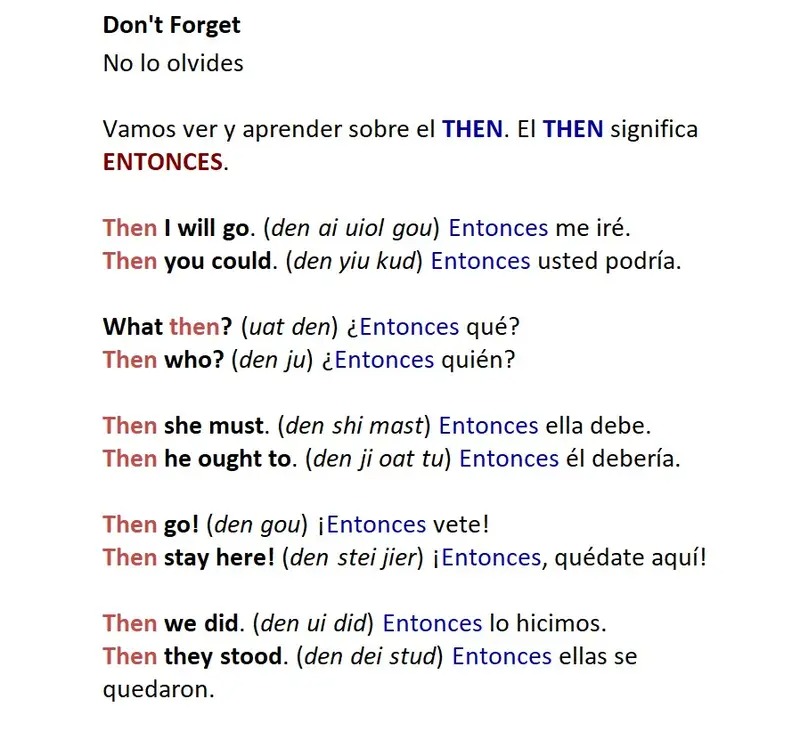 Don't Forget
No lo olvides
Vamos ver y aprender sobre el THEN. El THEN significa
ENTONCES.
Then I will go. (den ai uiol gou) Entonces me iré.
Then you could. (den yiu kud) Entonces usted podría.
What then? (uat den) ¿Entonces qué?
Then who? (den ju) ¿Entonces quién?
Then she must. (den shi mast) Entonces ella debe.
Then he ought to. (den ji oat tu) Entonces él debería.
Then go! (den gou) ¡Entonces vete!
Then stay here! (den stei jier) ¡Entonces, quédate aquí!
Then we did. (den ui did) Entonces lo hicimos.
Then they stood. (den dei stud) Entonces ellas se
quedaron.